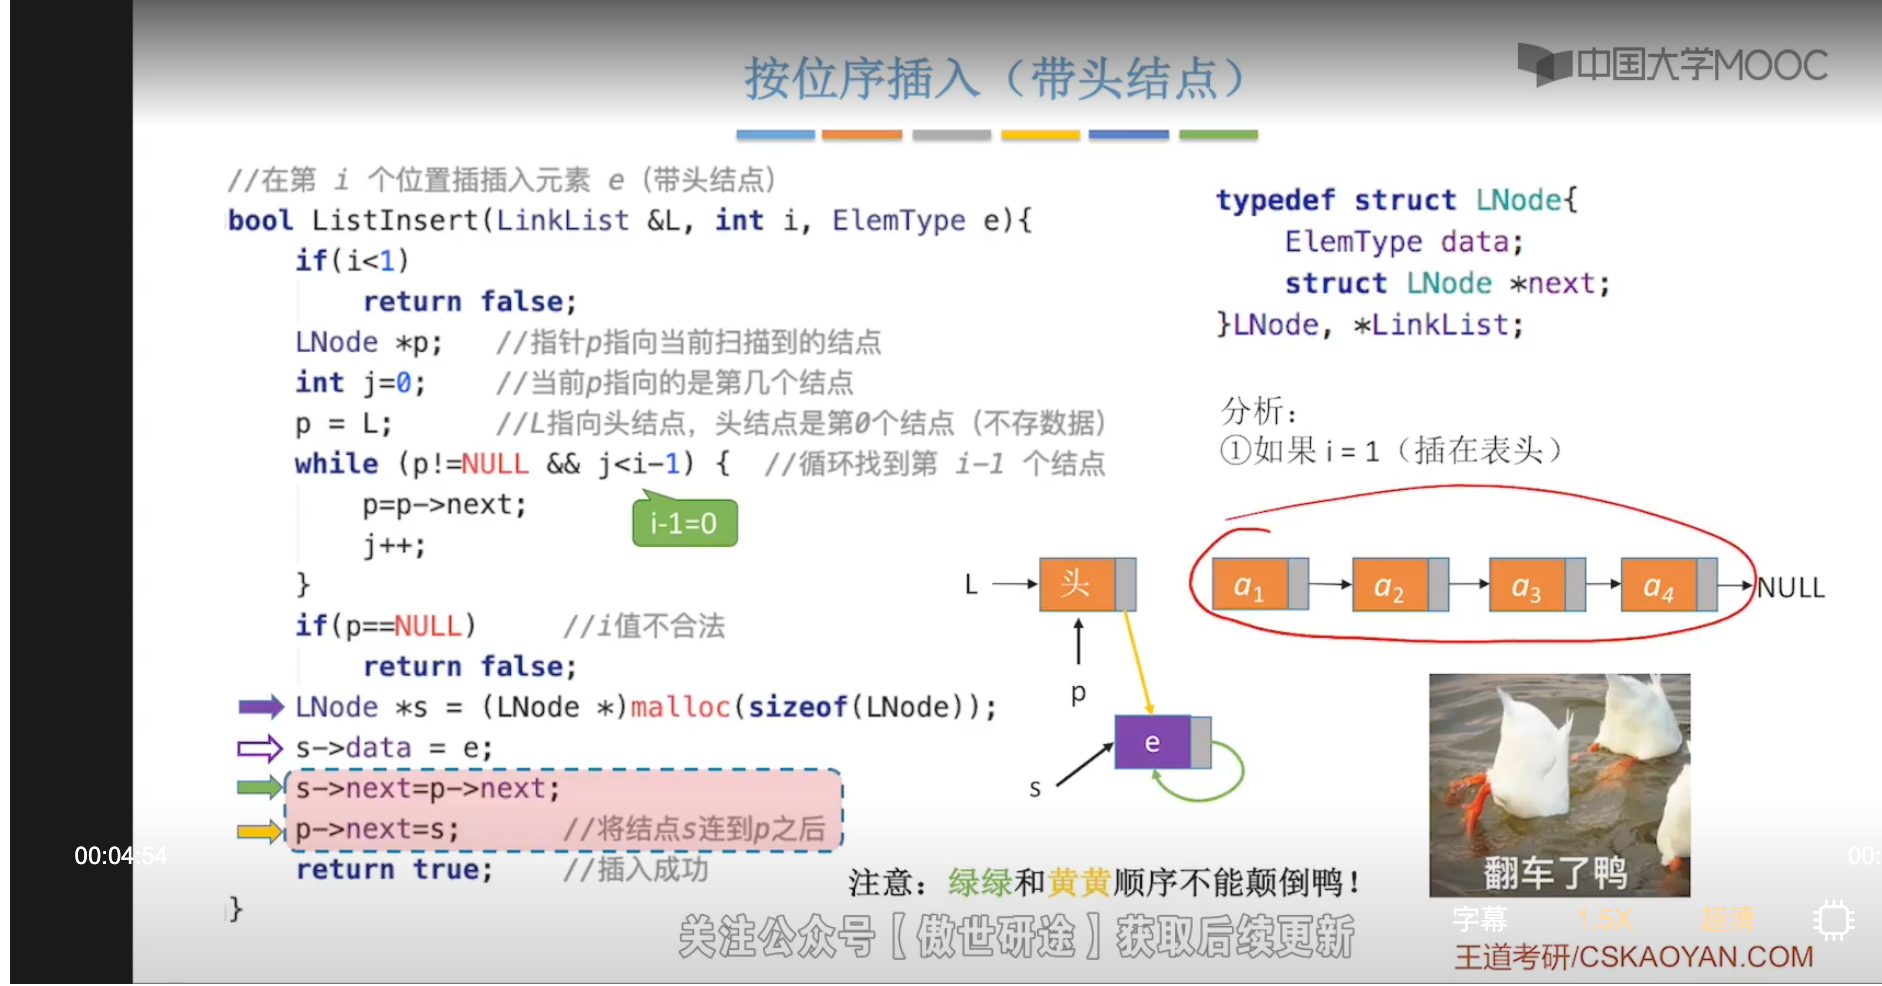 按位序插入（带头结点）
中国大学MOOC
//在第 i 个位置插插入元素 e（带头结点）
bool ListInsert(LinkList &L, int i, ElemType e){
if(i<1)
return false;
LNode *p; //指针p指向当前扫描到的结点
int j=0; //当前p指向的是第几个结点
p = L; //L指向头结点，头结点是第0个结点（不存数据）
while (p!=NULL && j<i-1) { //循环找到第 i-1 个结点
p=p->next;
i-1=0
j++;
}
if(p==NULL) //i值不合法
return false;
LNode *s = (LNode *)malloc(sizeof(LNode));
s->data = e;
s->next=p->next;
p->next=s; //将结点s连到p之后
return true; //插入成功
}
typedef struct LNode{
ElemType data;
struct LNode *next;
}LNode, *LinkList;
分析：
①如果 i = 1（插在表头）
L 头 a1 a2 a3 a4 NULL
p
e
s
翻车了鸭
注意：绿绿和黄黄顺序不能颠倒鸭！
关注公众号【傲世研途】获取后续更新
00:04:54
00:
字幕 1.5X 超清
王道考研/CSKAOYAN.COM